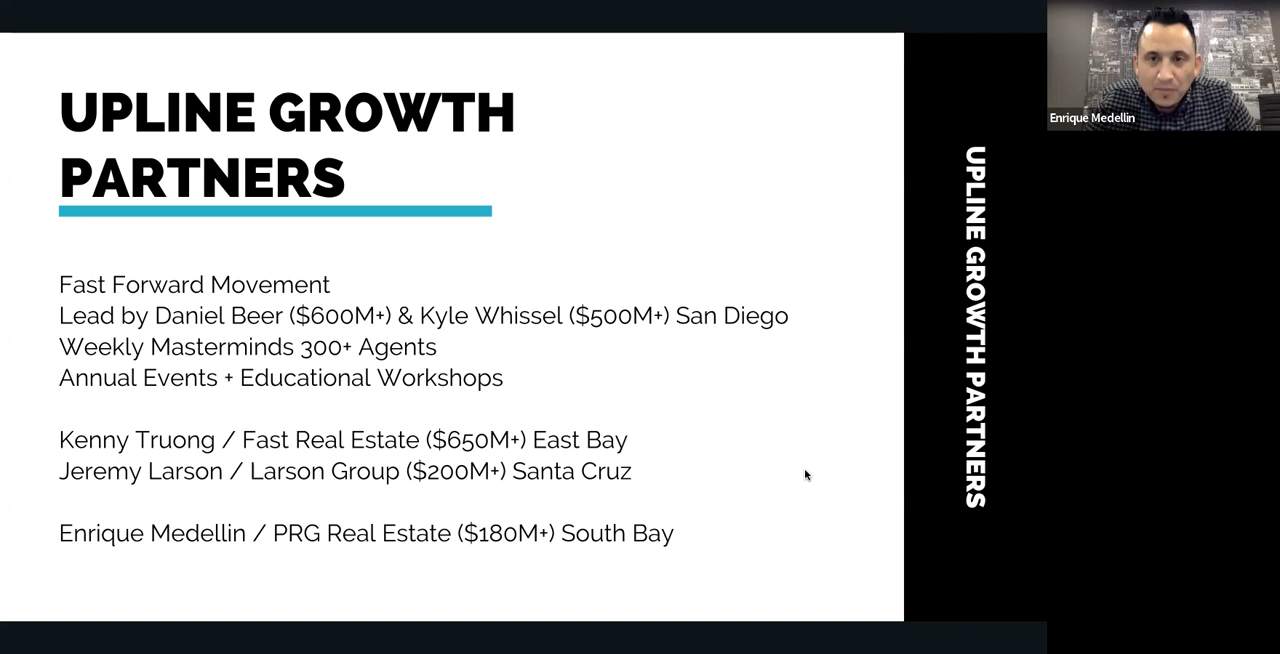 UPLINE GROWTH
PARTNERS
Fast Forward Movement
Lead by Daniel Beer ($600M+) & Kyle Whissel ($500M+) San Diego
Weekly Masterminds 300+ Agents
Annual Events + Educational Workshops
Kenny Truong / Fast Real Estate ($650M+) East Bay
Jeremy Larson / Larson Group ($200M+) Santa Cruz
Enrique Medellin / PRG Real Estate ($180M+) South Bay
UPLINE GROWTH PARTNERS
Enrique Medellin